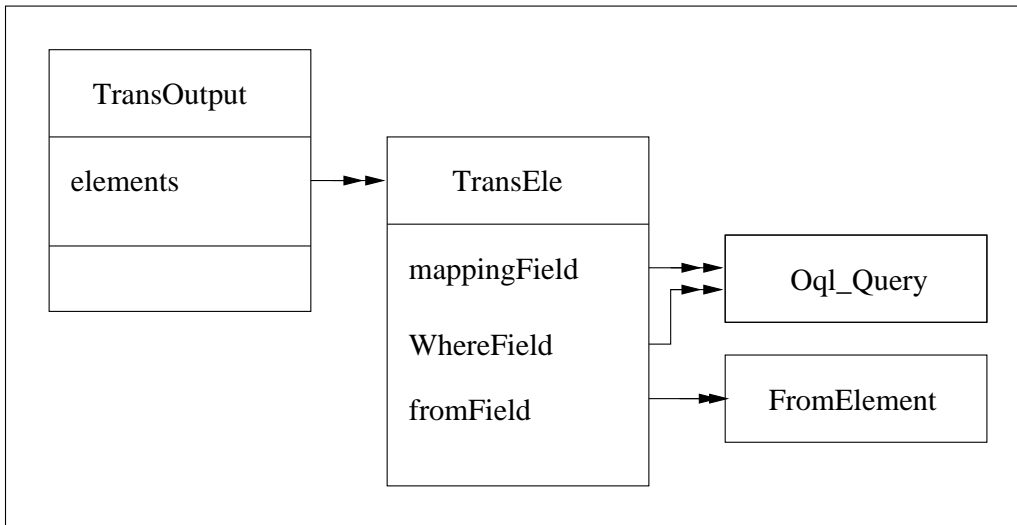 TransOutput
elements
TransEle
mappingField
WhereField
fromField
Oql_Query
FromElement